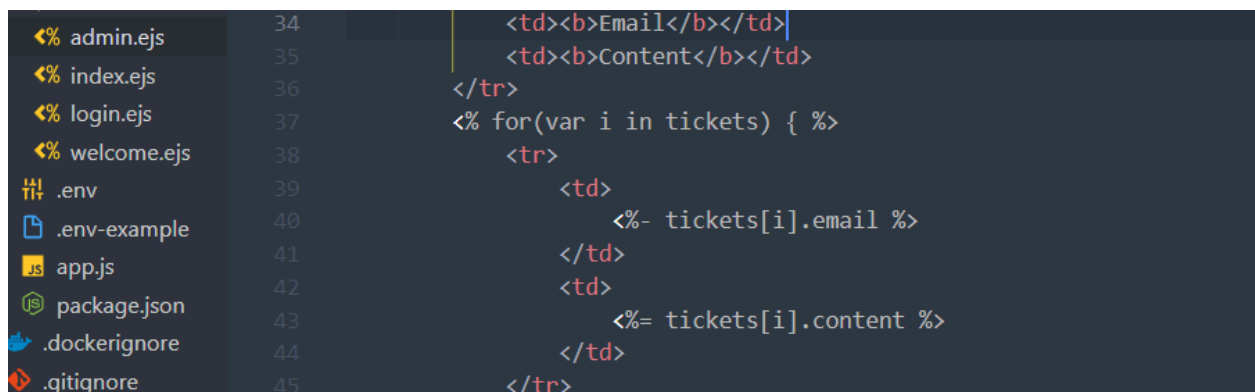 admin.ejs
index.ejs
login.ejs
welcome.ejs
.env
.env-example
JS app.js
package.json
.dockerignore
.gitignore
34 <td><b>Email</b></td>
35 <td><b>Content</b></td>
36 </tr>
37 <% for(var i in tickets) { %>
38 <tr>
39 <td>
40 <%- tickets[i].email %>
41 </td>
42 <td>
43 <%= tickets[i].content %>
44 </td>
45 </tr>